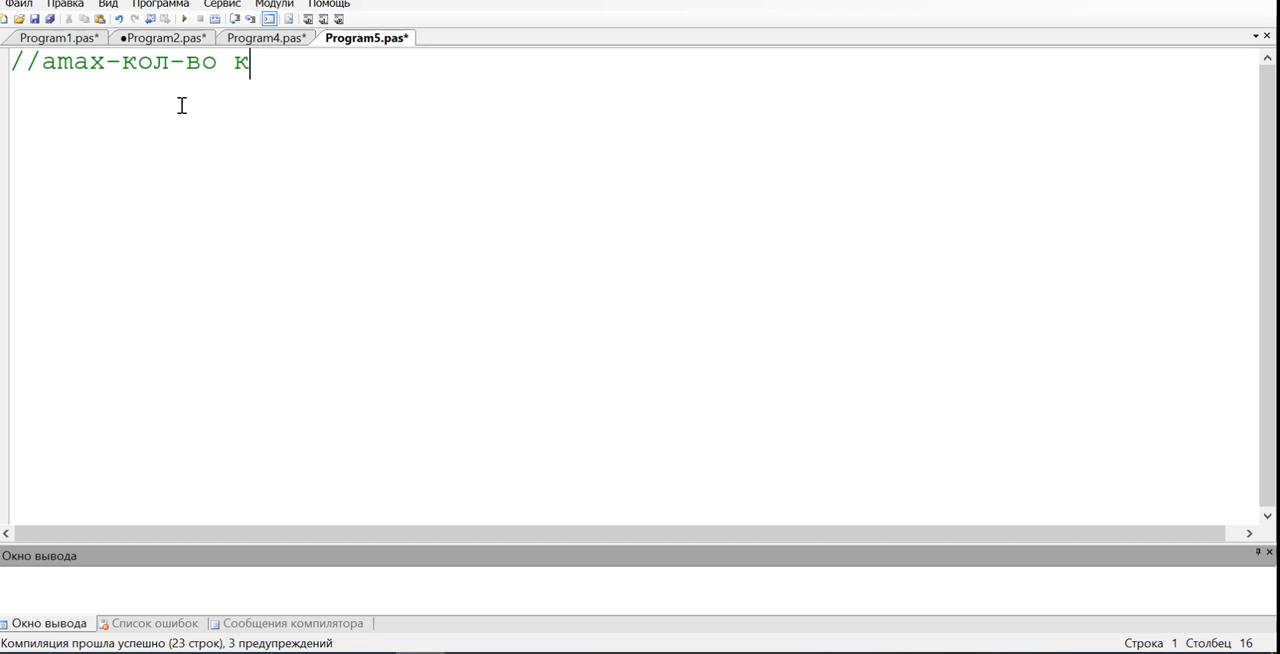 Файл Правка Вид Программа Сервис Модули Помощь
Program1.pas* ●Program2.pas* Program4.pas* Program5.pas*
//amax-кол-во к
Окно вывода
Окно вывода Список ошибок Сообщения компилятора
Компиляция прошла успешно (23 строк), 3 предупреждений Строка 1 Столбец 16